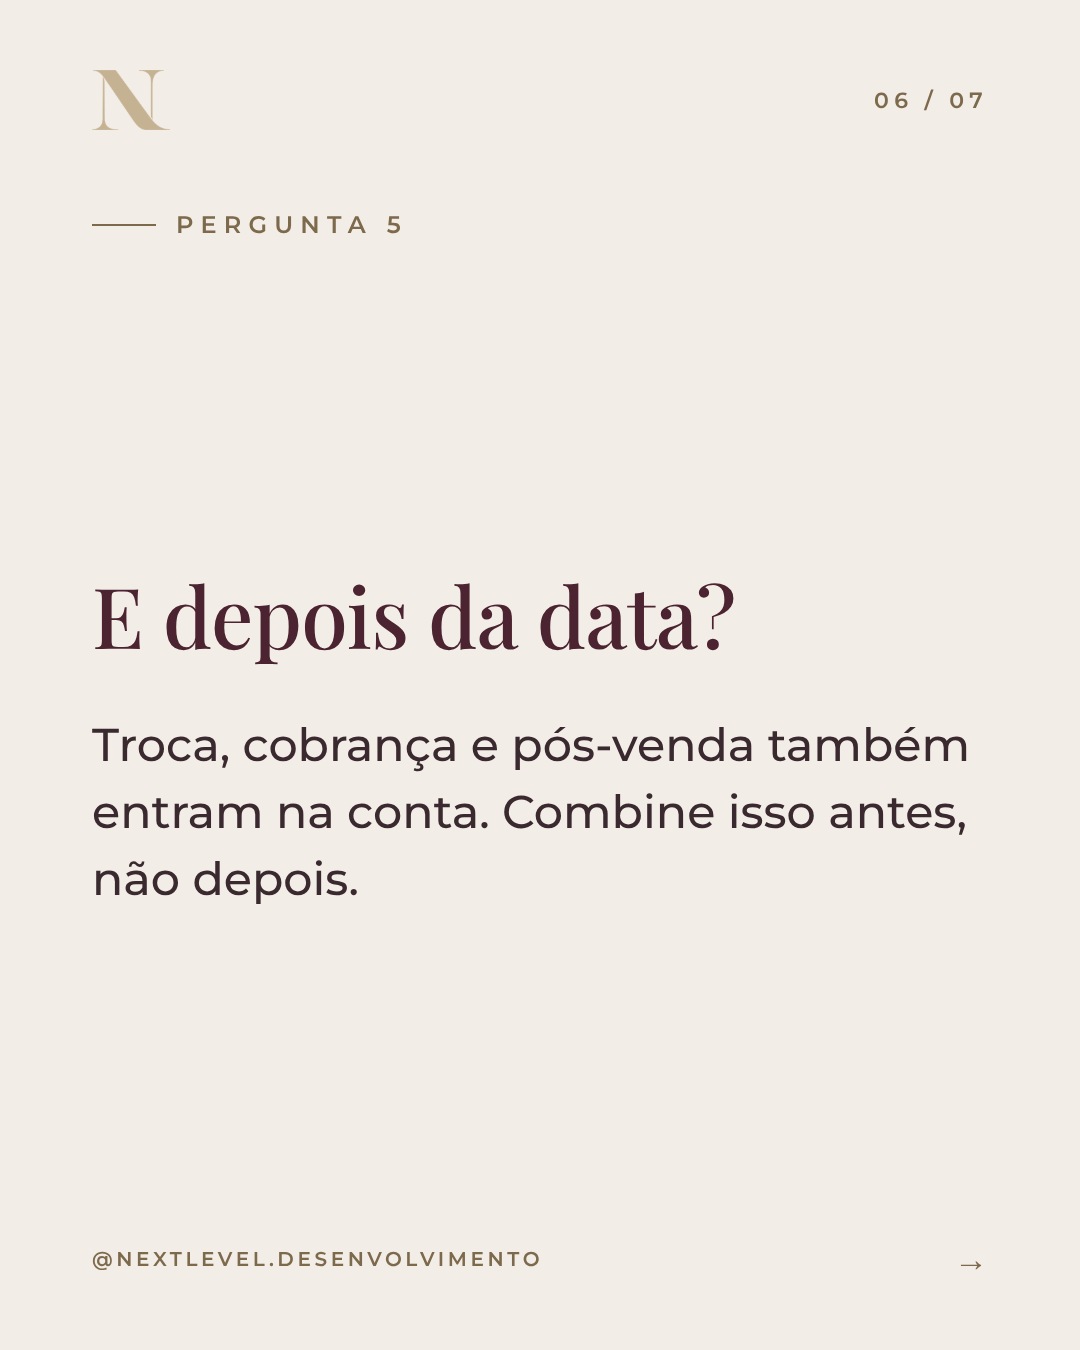 N
06 / 07
PERGUNTA 5
E depois da data?
Troca, cobrança e pós-venda também
entram na conta. Combine isso antes,
não depois.
@NEXTLEVEL.DESENVOLVIMENTO
→